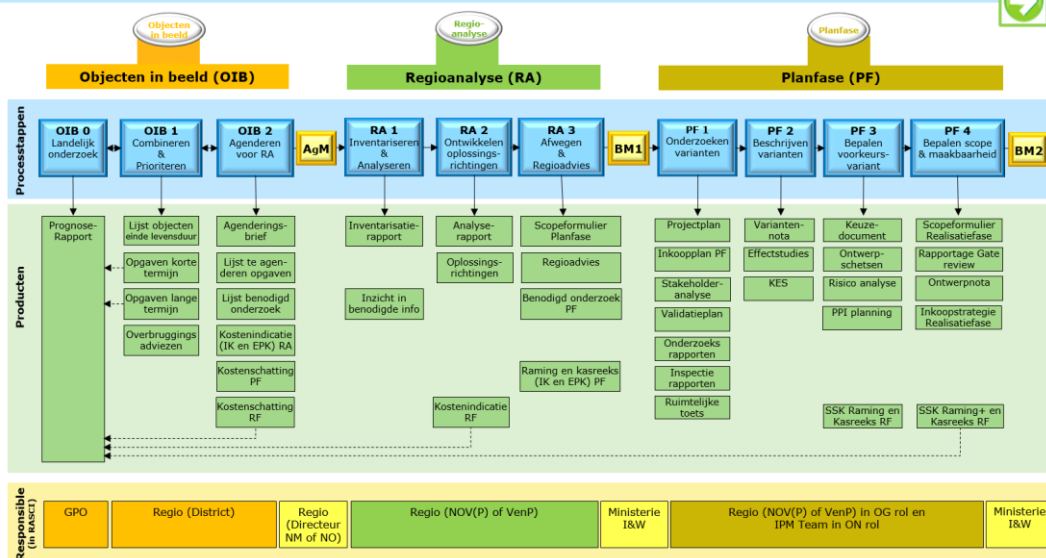 Objecten
in beeld
Regio-
analyse
Planfase
Objecten in beeld (OIB)
Regioanalyse (RA)
Planfase (PF)
Processtappen
OIB 0
Landelijk
onderzoek
OIB 1
Combineren
&
Prioriteren
OIB 2
Agenderen
voor RA
AgM
RA 1
Inventariseren
&
Analyseren
RA 2
Ontwikkelen
oplossings-
richtingen
RA 3
Afwegen
&
Regioadvies
BM1
PF 1
Onderzoeken
varianten
PF 2
Beschrijven
varianten
PF 3
Bepalen
voorkeurs-
variant
PF 4
Bepalen scope
& maakbaarheid
BM2
Producten
Prognose-
Rapport
Lijst objecten
einde levensduur
Opgaven korte
termijn
Opgaven lange
termijn
Overbruggings
adviezen
Agenderings-
brief
Lijst te agen-
deren opgaven
Lijst benodigd
onderzoek
Kostenindicatie
(IK en EPK) RA
Kostenschatting
PF
Kostenschatting
RF
Inventarisatie-
rapport
Inzicht in
benodigde info
Analyse-
rapport
Oplossings-
richtingen
Kostenindicatie
RF
Scopeformulier
Planfase
Regioadvies
Benodigd onderzoek
PF
Raming en kasreeks
(IK en EPK) PF
Projectplan
Inkoopplan PF
Stakeholder-
analyse
Validatieplan
Onderzoeks
rapporten
Inspectie
rapporten
Ruimtelijke
toets
Varianten-
nota
Effectstudies
KES
Keuze-
document
Ontwerp-
schetsen
Risico analyse
PPI planning
SSK Raming en
Kasreeks RF
Scopeformulier
Realisatiefase
Rapportage Gate
review
Ontwerpnota
Inkoopstrategie
Realisatiefase
SSK Raming+ en
Kasreeks RF
Responsible
(in RASCI)
GPO
Regio (District)
Regio
(Directeur
NM of NO)
Regio (NOV(P) of VenP)
Ministerie
I&W
Regio (NOV(P) of VenP) in OG rol en
IPM Team in ON rol
Ministerie
I&W